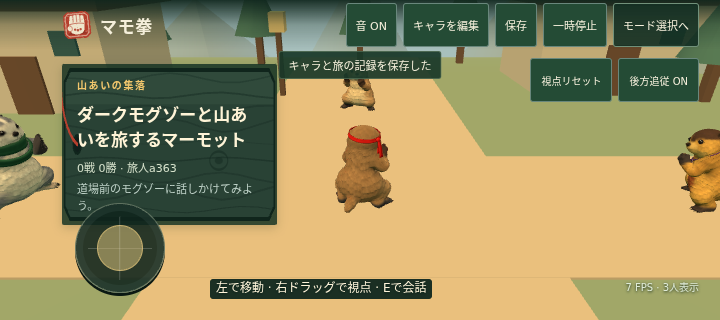 マモ拳
音 ON
キャラを編集
保存
一時停止
モード選択へ
キャラと旅の記録を保存した
視点リセット
後方追従 ON
山あいの集落
ダークモグゾーと山あ
いを旅するマーモット
0戦 0勝 · 旅人a363
道場前のモグゾーに話しかけてみよ
う。
左で移動 · 右ドラッグで視点 · Eで会話
7 FPS · 3人表示